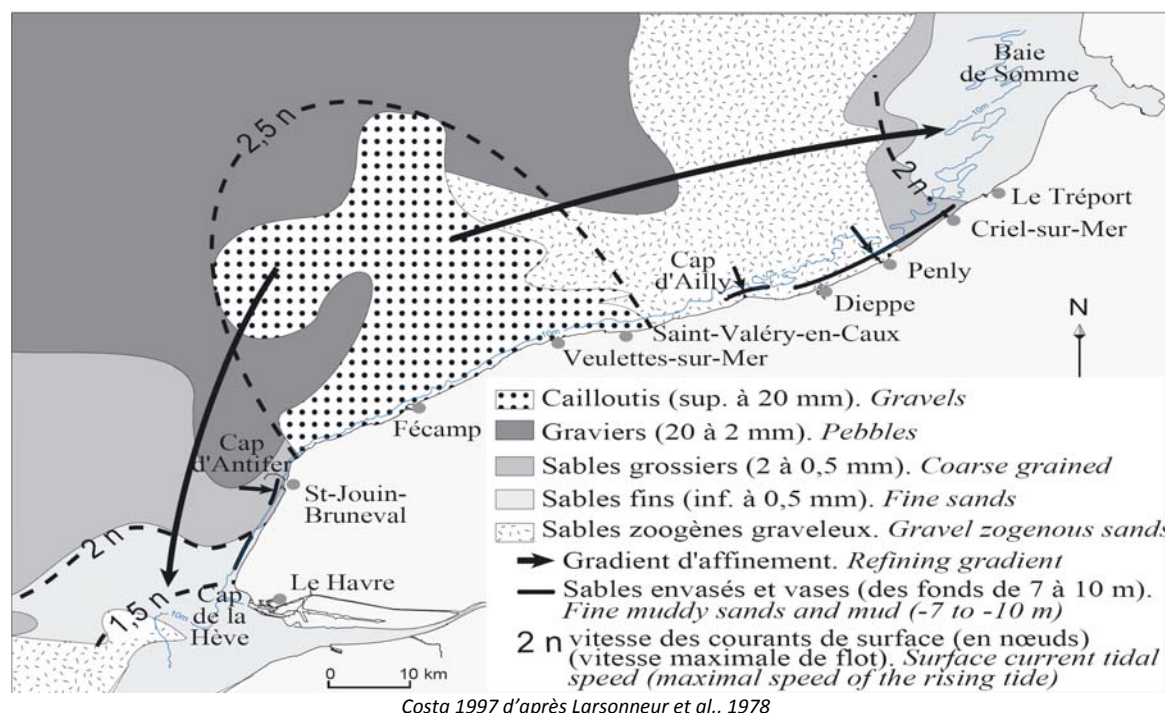 Baie
de Somme
10m
2,5 n
2 n
Le Tréport
Criel-sur-Mer
Cap
d'Ailly
Penly
Dieppe
N
10m
Saint-Valéry-en-Caux
Veulettes-sur-Mer
Fécamp
Cap
d'Antifer
St-Jouin-
Bruneval
2 n
Le Havre
1,5 n
10m
Cap
de la
Hève
0 10 km
Cailloutis (sup. à 20 mm). Gravels
Graviers (20 à 2 mm). Pebbles
Sables grossiers (2 à 0,5 mm). Coarse grained
Sables fins (inf. à 0,5 mm). Fine sands
Sables zoogènes graveleux. Gravel zogenous sands
Gradient d'affinement. Refining gradient
Sables envasés et vases (des fonds de 7 à 10 m).
Fine muddy sands and mud (-7 to -10 m)
2 n vitesse des courants de surface (en nœuds)
(vitesse maximale de flot). Surface current tidal
speed (maximal speed of the rising tide)
Costa 1997 d'après Larsonneur et al., 1978